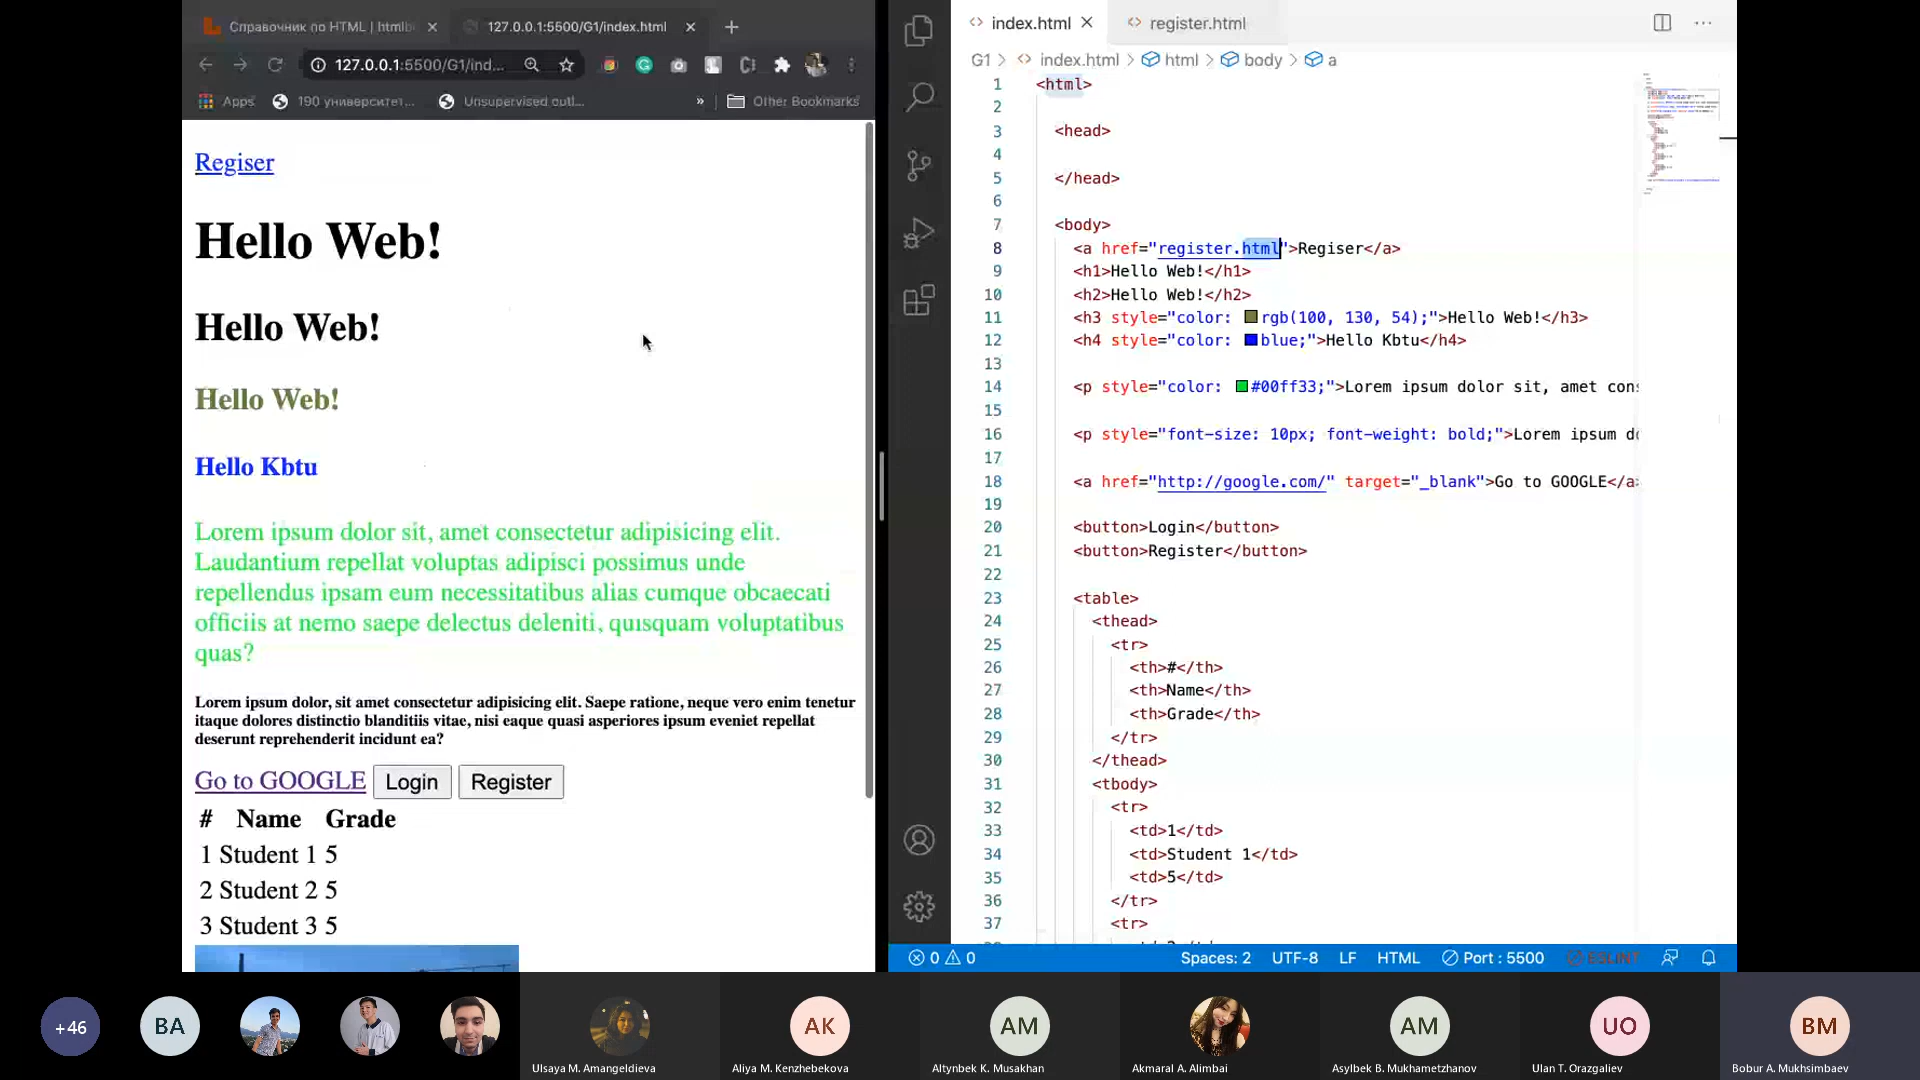 Справочник по HTML | htmlb
127.0.0.1:5500/G1/index.html
127.0.0.1:5500/G1/ind...
Apps
190 университет...
Unsupervised outl...
»
Other Bookmarks
Regiser
Hello Web!
Hello Web!
Hello Web!
Hello Kbtu
Lorem ipsum dolor sit, amet consectetur adipisicing elit.
Laudantium repellat voluptas adipisci possimus unde
repellendus ipsam eum necessitatibus alias cumque obcaecati
officiis at nemo saepe delectus deleniti, quisquam voluptatibus
quas?
Lorem ipsum dolor, sit amet consectetur adipisicing elit. Saepe ratione, neque vero enim tenetur
itaque dolores distinctio blanditiis vitae, nisi eaque quasi asperiores ipsum eveniet repellat
deserunt reprehenderit incidunt ea?
Go to GOOGLE Login Register
# Name Grade
1 Student 1 5
2 Student 2 5
3 Student 3 5
index.html
register.html
G1 > index.html > html > body > a
1 <html>
2
3 <head>
4
5 </head>
6
7 <body>
8 <a href="register.html">Regiser</a>
9 <h1>Hello Web!</h1>
10 <h2>Hello Web!</h2>
11 <h3 style="color: rgb(100, 130, 54);">Hello Web!</h3>
12 <h4 style="color: blue;">Hello Kbtu</h4>
13
14 <p style="color: #00ff33;">Lorem ipsum dolor sit, amet cons
15
16 <p style="font-size: 10px; font-weight: bold;">Lorem ipsum do
17
18 <a href="http://google.com/" target="_blank">Go to GOOGLE</a>
19
20 <button>Login</button>
21 <button>Register</button>
22
23 <table>
24 <thead>
25 <tr>
26 <th>#</th>
27 <th>Name</th>
28 <th>Grade</th>
29 </tr>
30 </thead>
31 <tbody>
32 <tr>
33 <td>1</td>
34 <td>Student 1</td>
35 <td>5</td>
36 </tr>
37 <tr>
0 0
Spaces: 2
UTF-8
LF
HTML
Port : 5500
ESLINT
+46
BA
AK
AM
AM
UO
BM
Ulsaya M. Amangeldieva
Aliya M. Kenzhebekova
Altynbek K. Musakhan
Akmaral A. Alimbai
Asylbek B. Mukhametzhanov
Ulan T. Orazgaliev
Bobur A. Mukhsimbaev